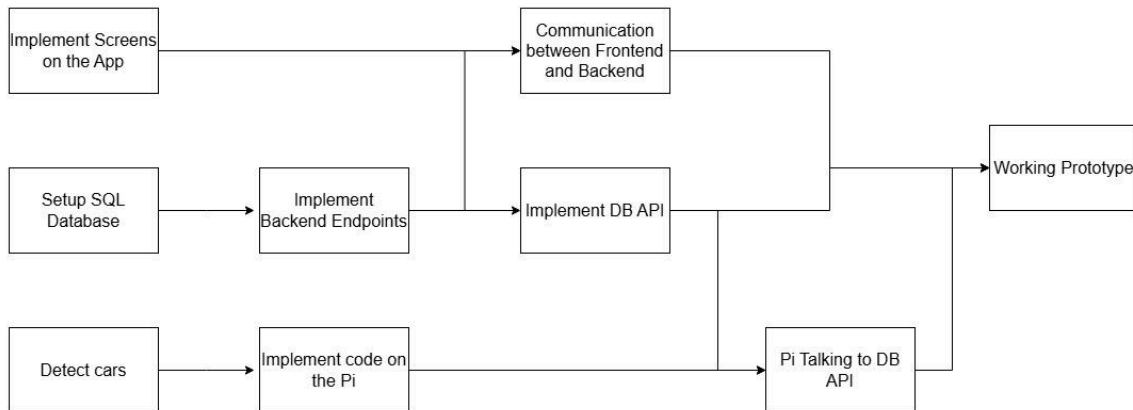 Implement Screens
on the App
Communication
between Frontend
and Backend
Working Prototype
Setup SQL
Database
Implement
Backend Endpoints
Implement DB API
Detect cars
Implement code on
the Pi
Pi Talking to DB
API